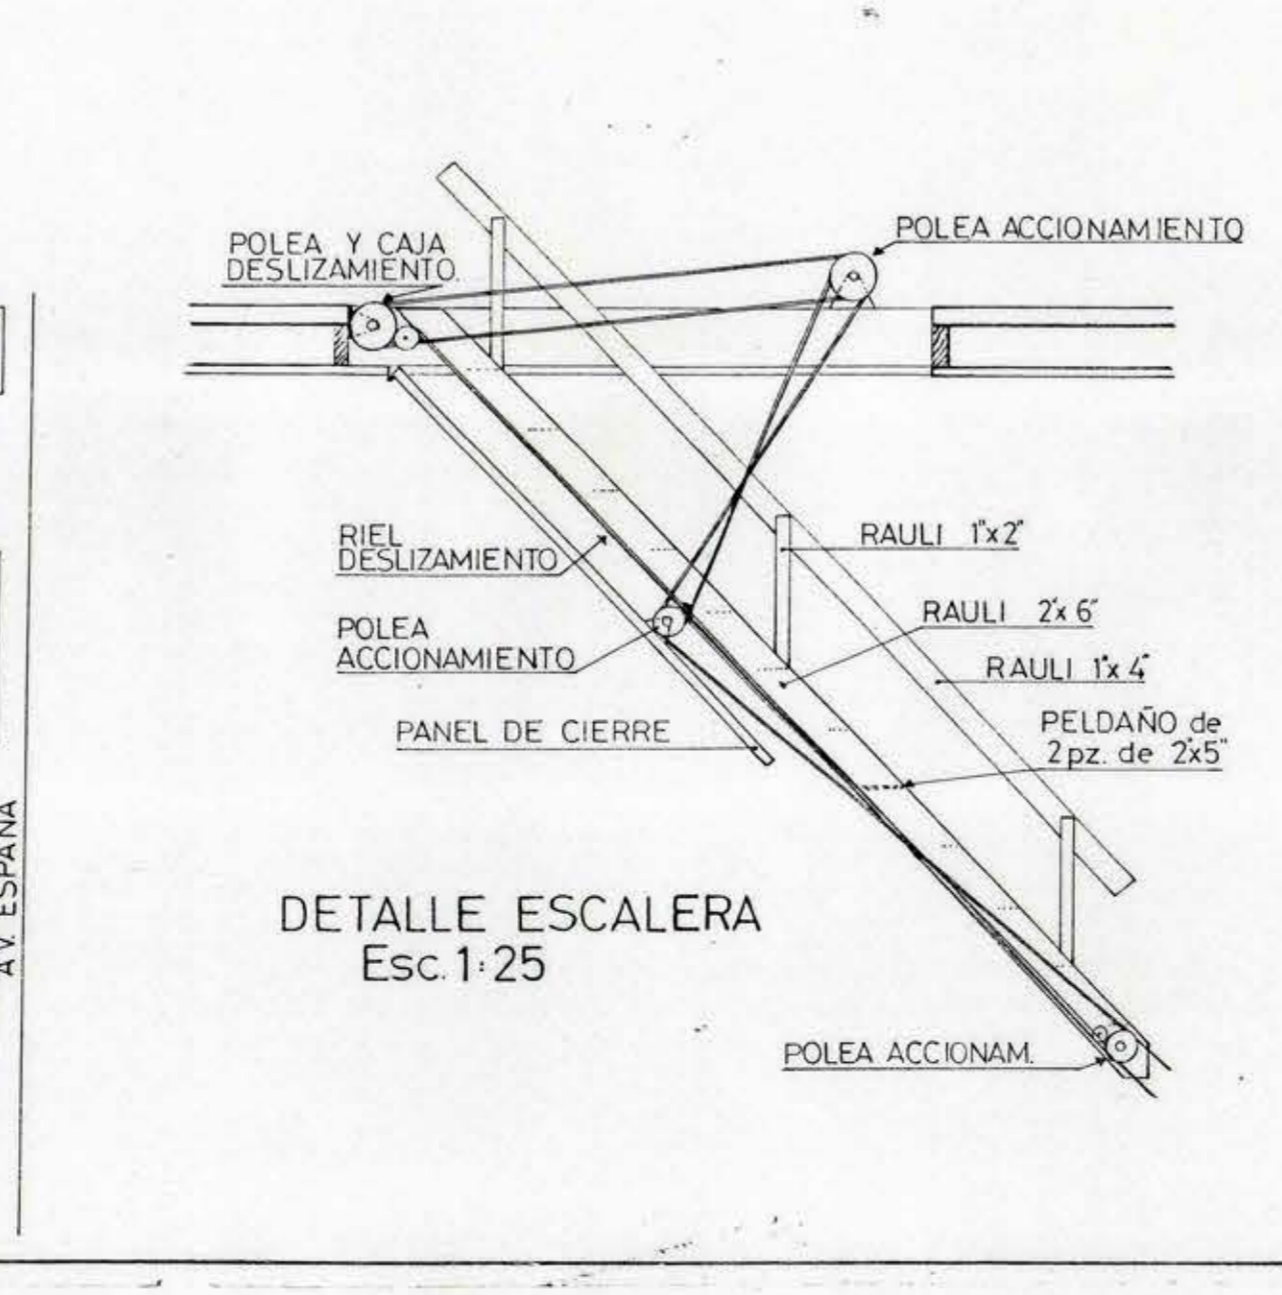 POLEA Y CAJA
DESLIZAMIENTO.
POLEA ACCIONAMIENTO
RIEL
DESLIZAMIENTO
RAULI 1"x2"
POLEA
ACCIONAMIENTO
RAULI 2"x 6"
RAULI 1"x 4"
PANEL DE CIERRE
PELDAÑO de
2 pz. de 2"x5"
AV. ESPAÑA
DETALLE ESCALERA
Esc. 1:25
POLEA ACCIONAM.